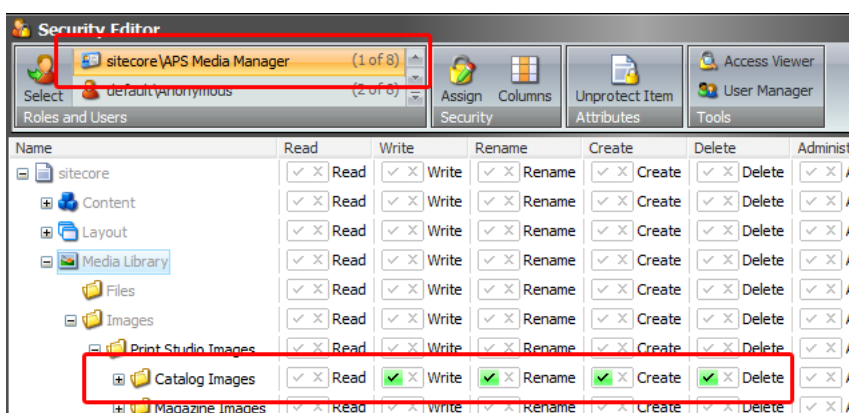 Security Editor
sitecore\APS Media Manager (1 of 8)
default\Anonymous (2 of 8)
Select Assign Columns Unprotect Item Access Viewer
User Manager
Roles and Users Security Attributes Tools
Name Read Write Rename Create Delete Administ
sitecore Read Write Rename Create Delete A
Content Read Write Rename Create Delete A
Layout Read Write Rename Create Delete A
Media Library Read Write Rename Create Delete A
Files Read Write Rename Create Delete A
Images Read Write Rename Create Delete A
Print Studio Images Read Write Rename Create Delete A
Catalog Images Read Write Rename Create Delete A
Magazine Images Read Write Rename Create Delete A